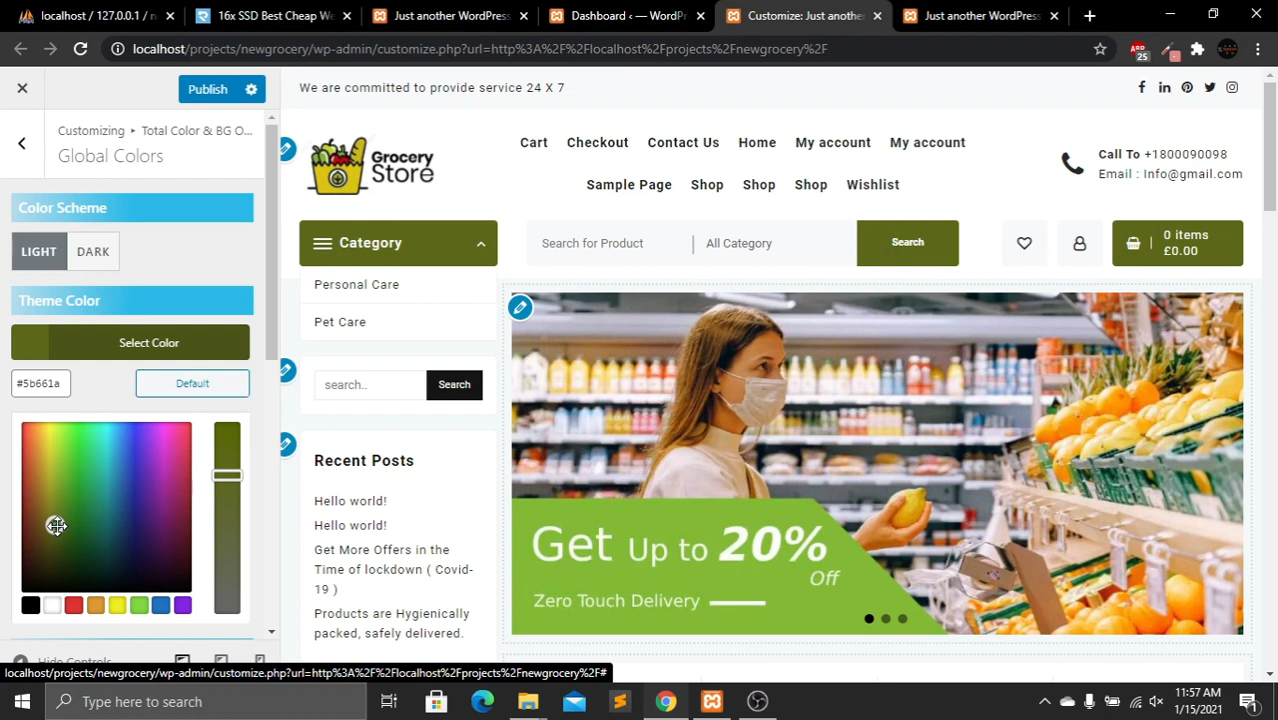 localhost / 127.0.0.1 / n
16x SSD Best Cheap We
Just another WordPress
Dashboard ‹ — WordPr
Customize: Just anothe
Just another WordPress
localhost/projects/newgrocery/wp-admin/customize.php?url=http%3A%2F%2Flocalhost%2Fprojects%2Fnewgrocery%2F
25
Publish
Customizing ▸ Total Color & BG O...
Global Colors
Color Scheme
LIGHT DARK
Theme Color
Select Color
#5b661a Default
Hide Controls
We are committed to provide service 24 X 7
Grocery
Store
Cart Checkout Contact Us Home My account My account
Sample Page Shop Shop Shop Wishlist
Call To +1800090098
Email : Info@gmail.com
Category
Search for Product
All Category
Search
0 items
£0.00
Personal Care
Pet Care
search..
Search
Recent Posts
Hello world!
Hello world!
Get More Offers in the
Time of lockdown ( Covid-
19 )
Products are Hygienically
packed, safely delivered.
Get Up to 20%
Off
Zero Touch Delivery
localhost/projects/newgrocery/wp-admin/customize.php?url=http%3A%2F%2Flocalhost%2Fprojects%2Fnewgrocery%2F#
Type here to search
11:57 AM
1/15/2021
1